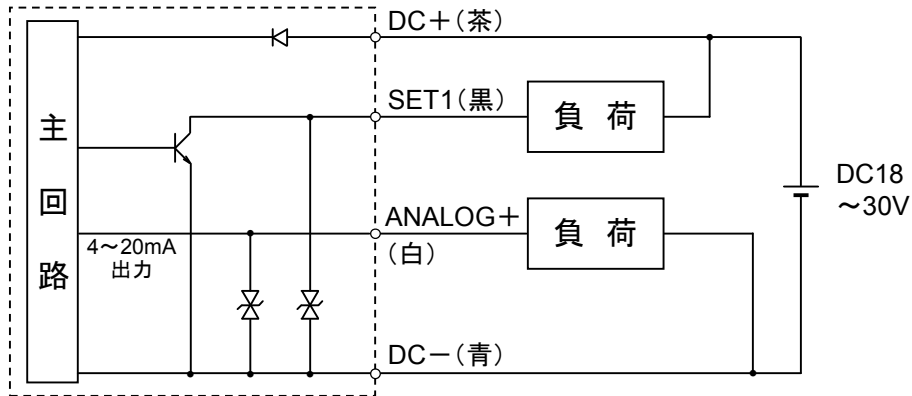 DC＋(茶)
SET1(黒)
負 荷
主
回
路
DC18
～30V
ANALOG＋
(白)
負 荷
4～20mA
出力
DC－(青)